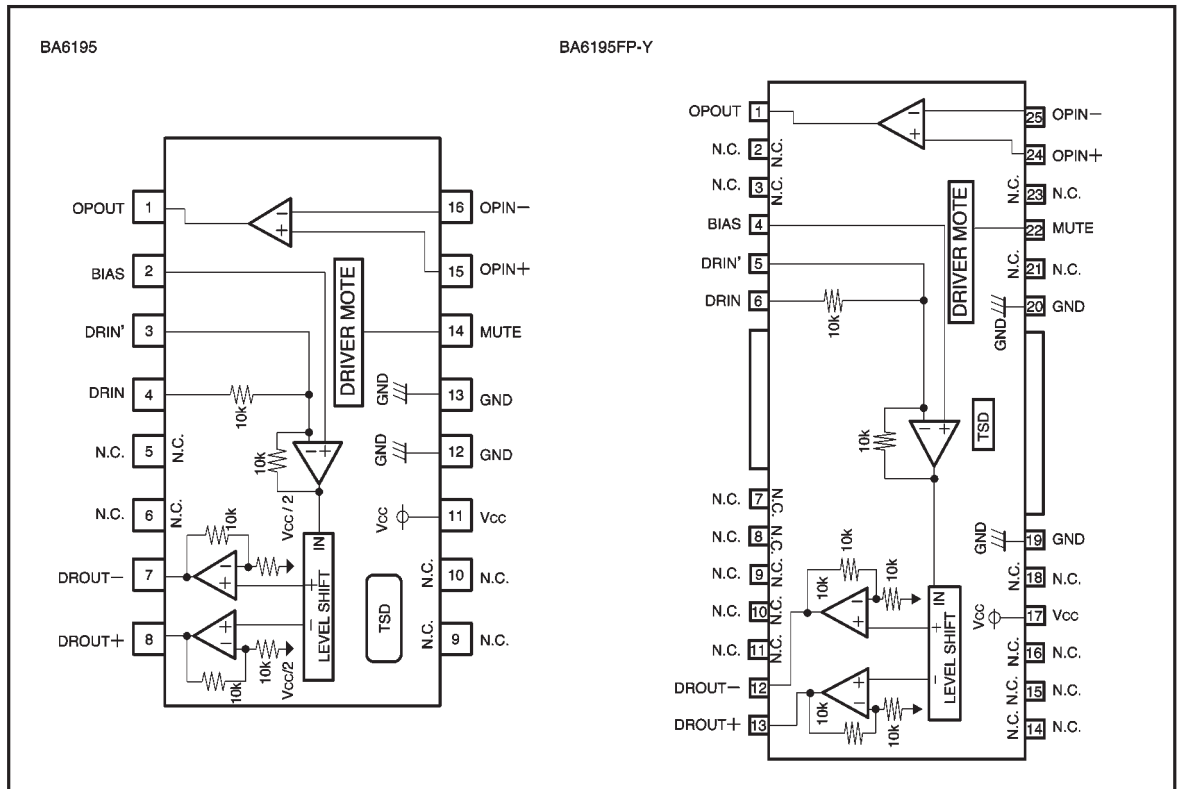 BA6195
BA6195FP-Y
OPOUT 1
16 OPIN−
− +
BIAS 2
15 OPIN+
DRIN' 3
DRIVER MOTE
14 MUTE
DRIN 4
10k
GND
13 GND
N.C. 5 N.C.
10k
− +
GND
12 GND
N.C. 6 N.C.
VCC / 2
VCC
11 VCC
10k
IN
LEVEL SHIFT
+
−
DROUT− 7
− +
N.C. 10 N.C.
TSD
DROUT+ 8
+ −
N.C. 9 N.C.
10k
10k
VCC/2
OPOUT 1
− +
25 OPIN−
N.C. 2 N.C.
24 OPIN+
N.C. 3 N.C.
N.C. 23 N.C.
BIAS 4
DRIVER MOTE
22 MUTE
DRIN' 5
N.C. 21 N.C.
DRIN 6
10k
GND
20 GND
10k
− +
TSD
N.C. 7 N.C.
N.C. 8 N.C.
GND
19 GND
N.C. 9 N.C.
10k
10k
10k
N.C. 18 N.C.
N.C. 10 N.C.
− +
IN
LEVEL SHIFT
+
−
VCC
17 VCC
N.C. 11 N.C.
N.C. 16 N.C.
DROUT− 12
+ −
10k
10k
N.C. 15 N.C.
DROUT+ 13
N.C. 14 N.C.